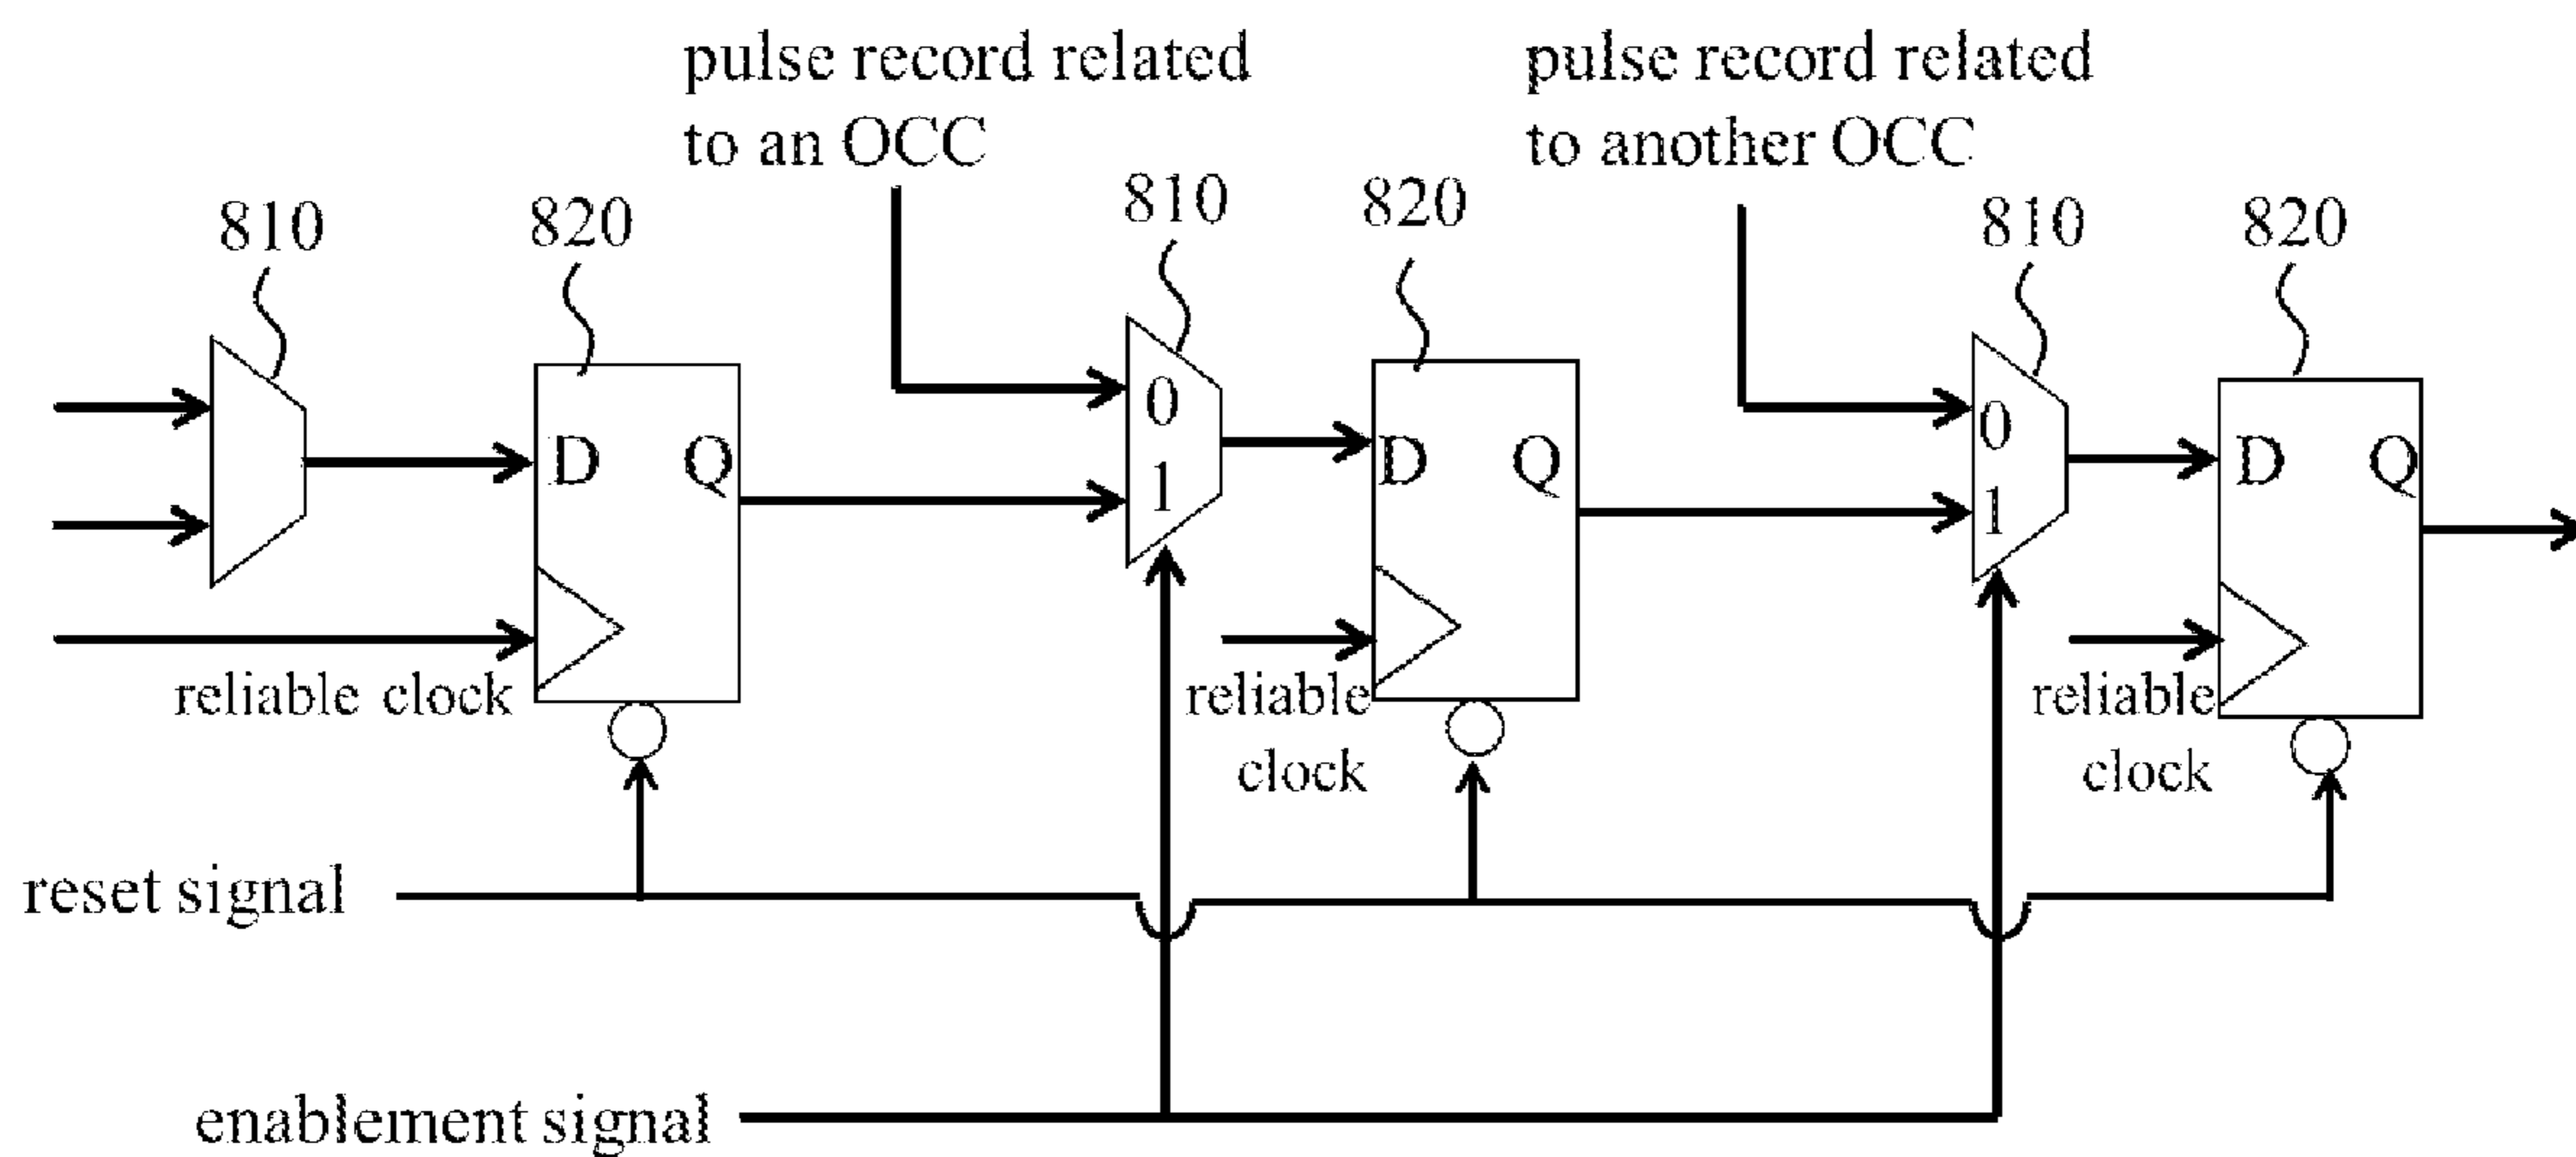 pulse record related
to an OCC
pulse record related
to another OCC
810
820
810
820
810
820
0
1
0
1
D Q
D Q
D Q
reliable clock
reliable
clock
reliable
clock
reset signal
enablement signal